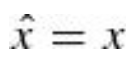 x̂ = x